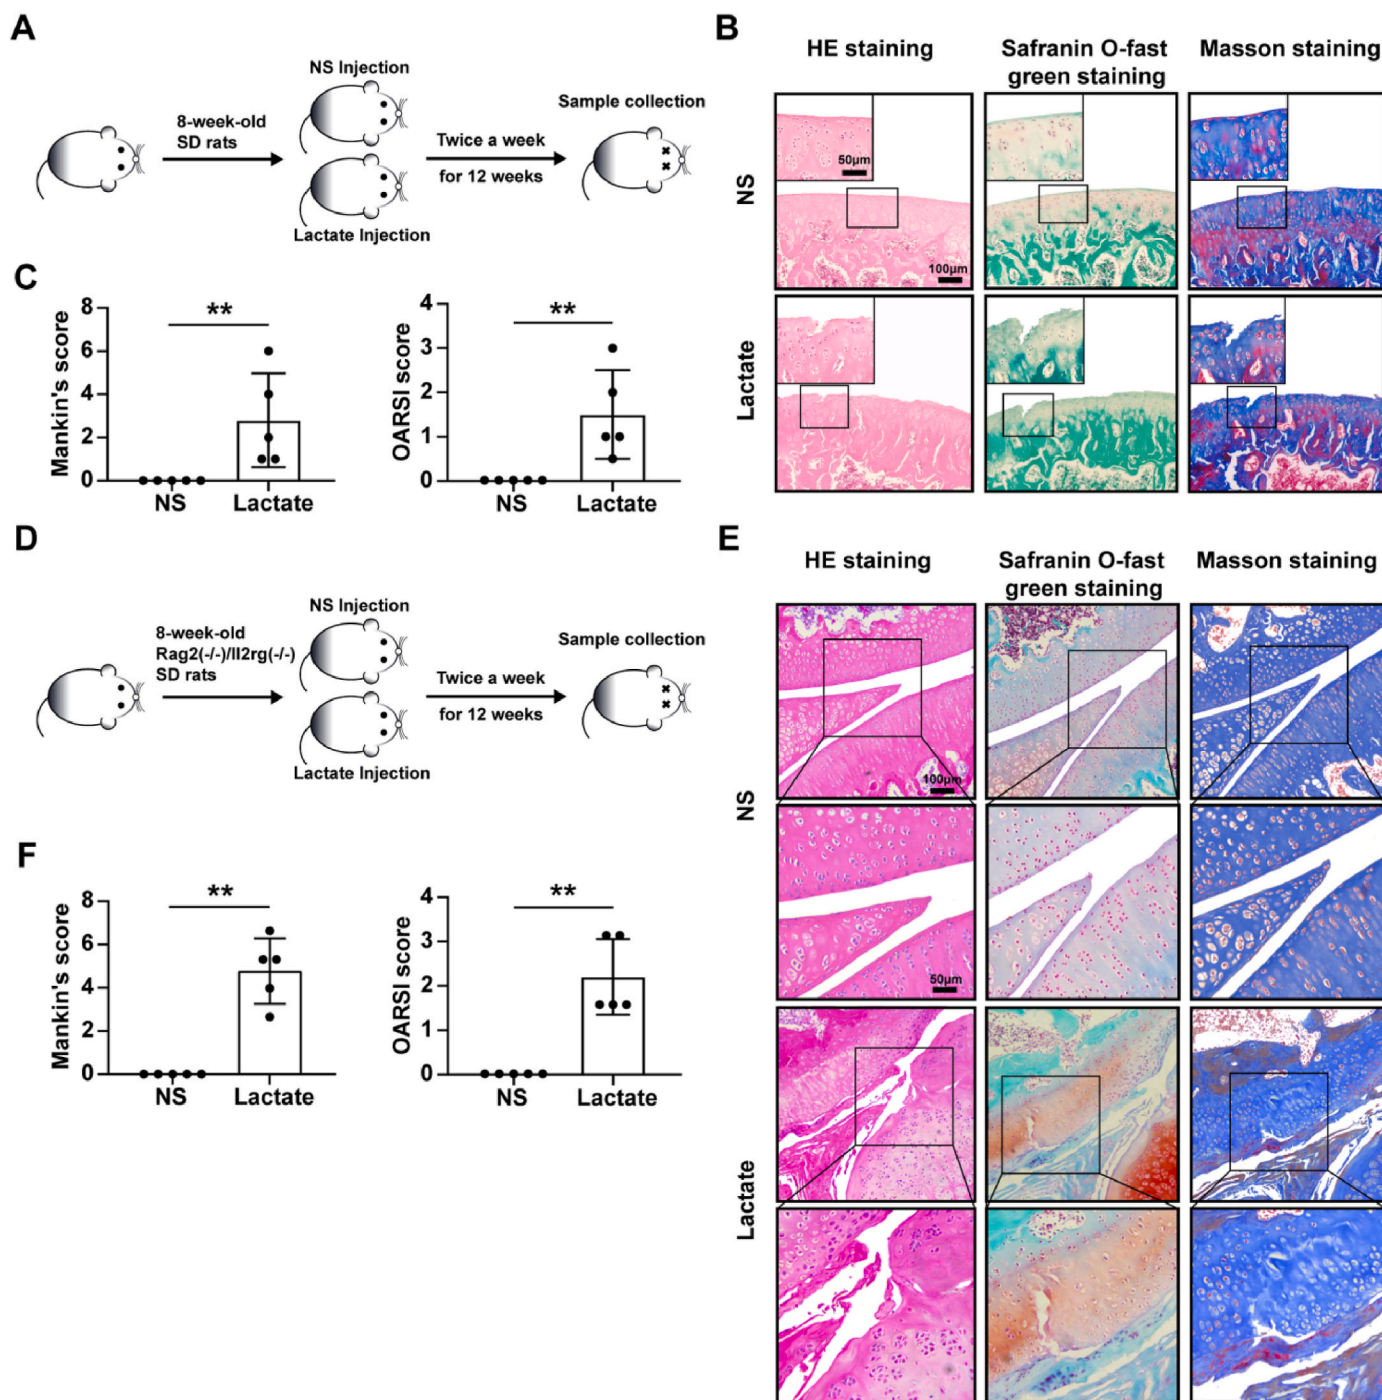 A
8-week-old
SD rats
NS Injection
Lactate Injection
Twice a week
for 12 weeks
Sample collection
B
HE staining
Safranin O-fast
green staining
Masson staining
NS
50μm
100μm
Lactate
C
Mankin's score
8
6
4
2
0
**
NS
Lactate
OARSI score
4
3
2
1
0
**
NS
Lactate
D
8-week-old
Rag2(-/-)/Il2rg(-/-)
SD rats
NS Injection
Lactate Injection
Twice a week
for 12 weeks
Sample collection
E
HE staining
Safranin O-fast
green staining
Masson staining
NS
100μm
50μm
Lactate
F
Mankin's score
8
6
4
2
0
**
NS
Lactate
OARSI score
4
3
2
1
0
**
NS
Lactate